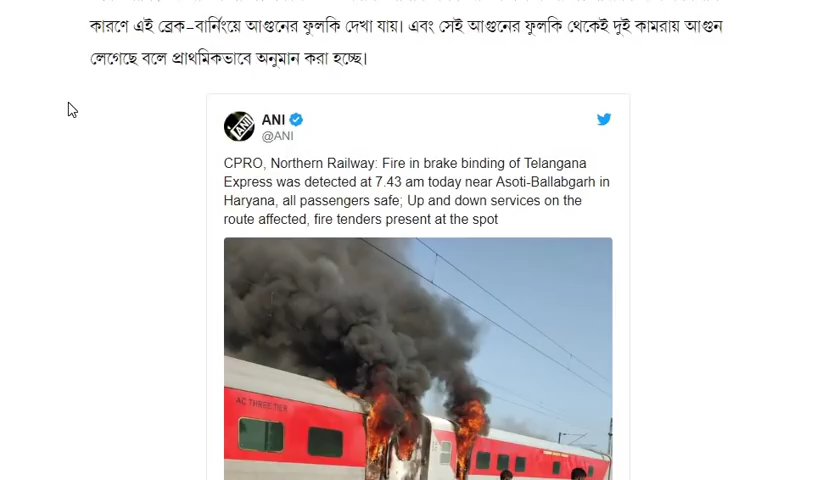 কারণে এই ব্রেক-বার্নিংয়ে আগুনের ফুলকি দেখা যায়। এবং সেই আগুনের ফুলকি থেকেই দুই কামরায় আগুন
লেগেছে বলে প্রাথমিকভাবে অনুমান করা হচ্ছে।
ANI
@ANI
CPRO, Northern Railway: Fire in brake binding of Telangana
Express was detected at 7.43 am today near Asoti-Ballabgarh in
Haryana, all passengers safe; Up and down services on the
route affected, fire tenders present at the spot
AC THREE TIER